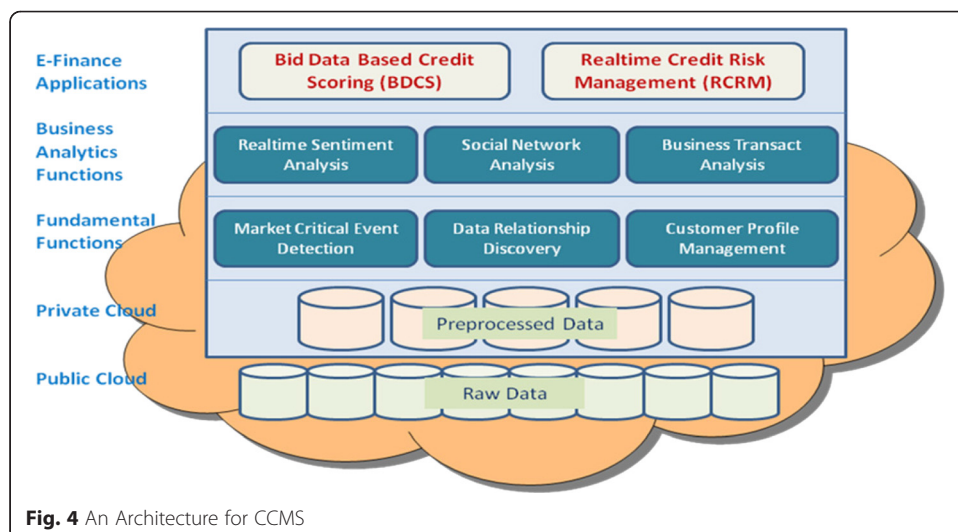 E-Finance
Applications
Bid Data Based Credit
Scoring (BDCS)
Realtime Credit Risk
Management (RCRM)
Business
Analytics
Functions
Realtime Sentiment
Analysis
Social Network
Analysis
Business Transact
Analysis
Fundamental
Functions
Market Critical Event
Detection
Data Relationship
Discovery
Customer Profile
Management
Private Cloud
Preprocessed Data
Public Cloud
Raw Data
Fig. 4 An Architecture for CCMS